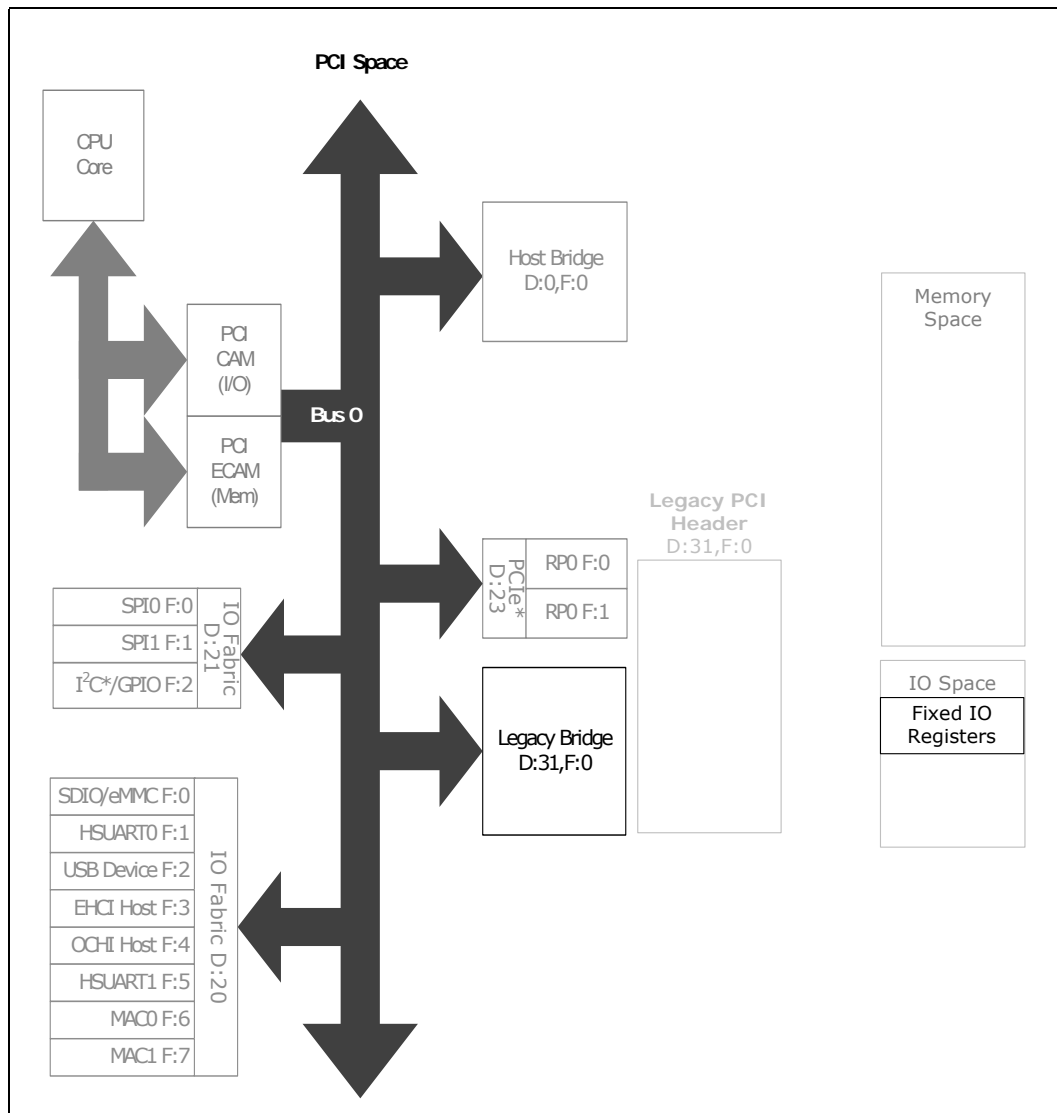 PCI Space
CPU
Core
Host Bridge
D:0,F:0
Memory
Space
PCI
CAM
(I/O)
Bus 0
PCI
ECAM
(Mem)
Legacy PCI
Header
D:31,F:0
PCIe*
D:23
RP0 F:0
RP0 F:1
SPI0 F:0
SPI1 F:1
I²C*/GPIO F:2
IO Fabric
D:21
Legacy Bridge
D:31,F:0
IO Space
Fixed IO
Registers
SDIO/eMMC F:0
HSUART0 F:1
USB Device F:2
EHCI Host F:3
OCHI Host F:4
HSUART1 F:5
MAC0 F:6
MAC1 F:7
IO Fabric D:20